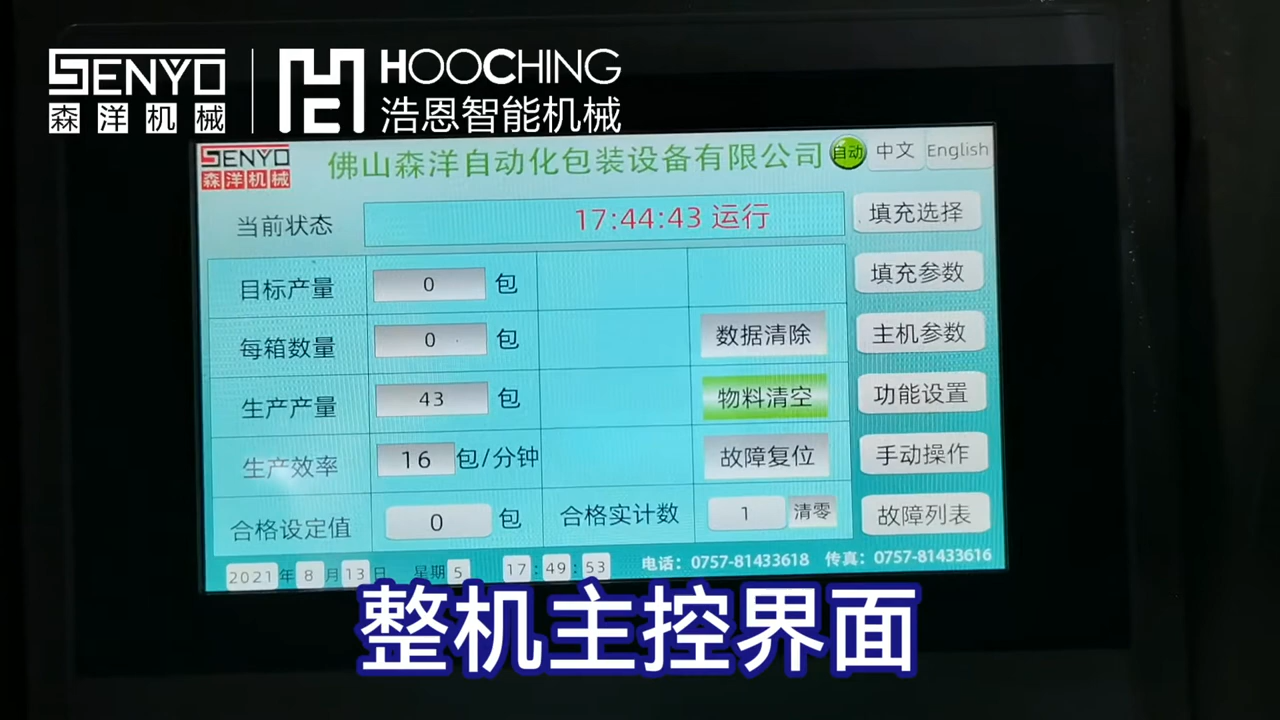 SENYO 森洋机械 HOOCHING 浩恩智能机械
SENYO 森洋机械 佛山森洋自动化包装设备有限公司 自动 中文 English
当前状态 17:44:43 运行 填充选择
目标产量 0 包 填充参数
每箱数量 0 包 数据清除 主机参数
生产产量 43 包 物料清空 功能设置
生产效率 16 包/分钟 故障复位 手动操作
合格设定值 0 包 合格实计数 1 清零 故障列表
2021年 8 月 13 日 星期 5 17:49:53 电话：0757-81433618 传真：0757-81433616
整机主控界面